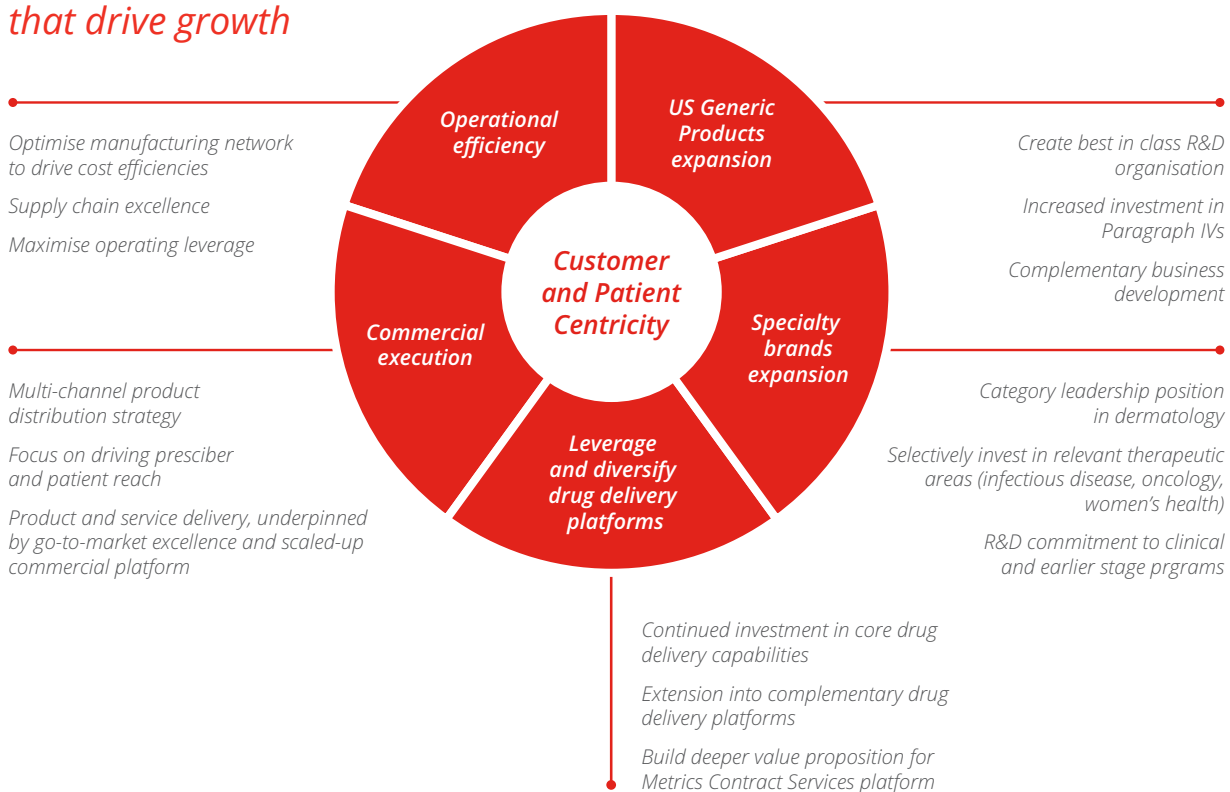 that drive growth
Operational
efficiency
US Generic
Products
expansion
Optimise manufacturing network
to drive cost efficiencies
Supply chain excellence
Maximise operating leverage
Create best in class R&D
organisation
Increased investment in
Paragraph IVs
Complementary business
development
Customer
and Patient
Centricity
Commercial
execution
Specialty
brands
expansion
Multi-channel product
distribution strategy
Focus on driving presciber
and patient reach
Product and service delivery, underpinned
by go-to-market excellence and scaled-up
commercial platform
Category leadership position
in dermatology
Selectively invest in relevant therapeutic
areas (infectious disease, oncology,
women's health)
R&D commitment to clinical
and earlier stage prgrams
Leverage
and diversify
drug delivery
platforms
Continued investment in core drug
delivery capabilities
Extension into complementary drug
delivery platforms
Build deeper value proposition for
Metrics Contract Services platform